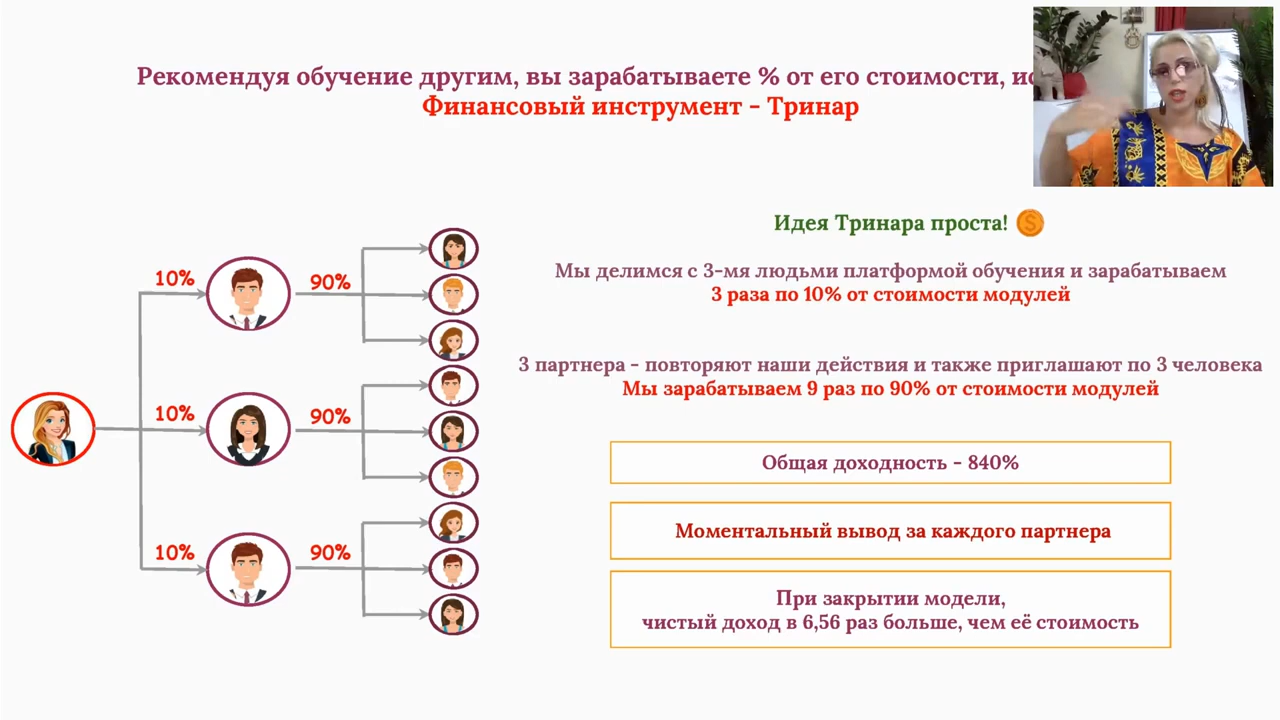 Рекомендуя обучение другим, вы зарабатываете % от его стоимости,
Финансовый инструмент - Тринар
Идея Тринара проста!
Мы делимся с 3-мя людьми платформой обучения и зарабатываем
3 раза по 10% от стоимости модулей
10%
90%
3 партнера - повторяют наши действия и также приглашают по 3 человека
Мы зарабатываем 9 раз по 90% от стоимости модулей
10%
90%
Общая доходность - 840%
Моментальный вывод за каждого партнера
10%
90%
При закрытии модели,
чистый доход в 6,56 раз больше, чем её стоимость